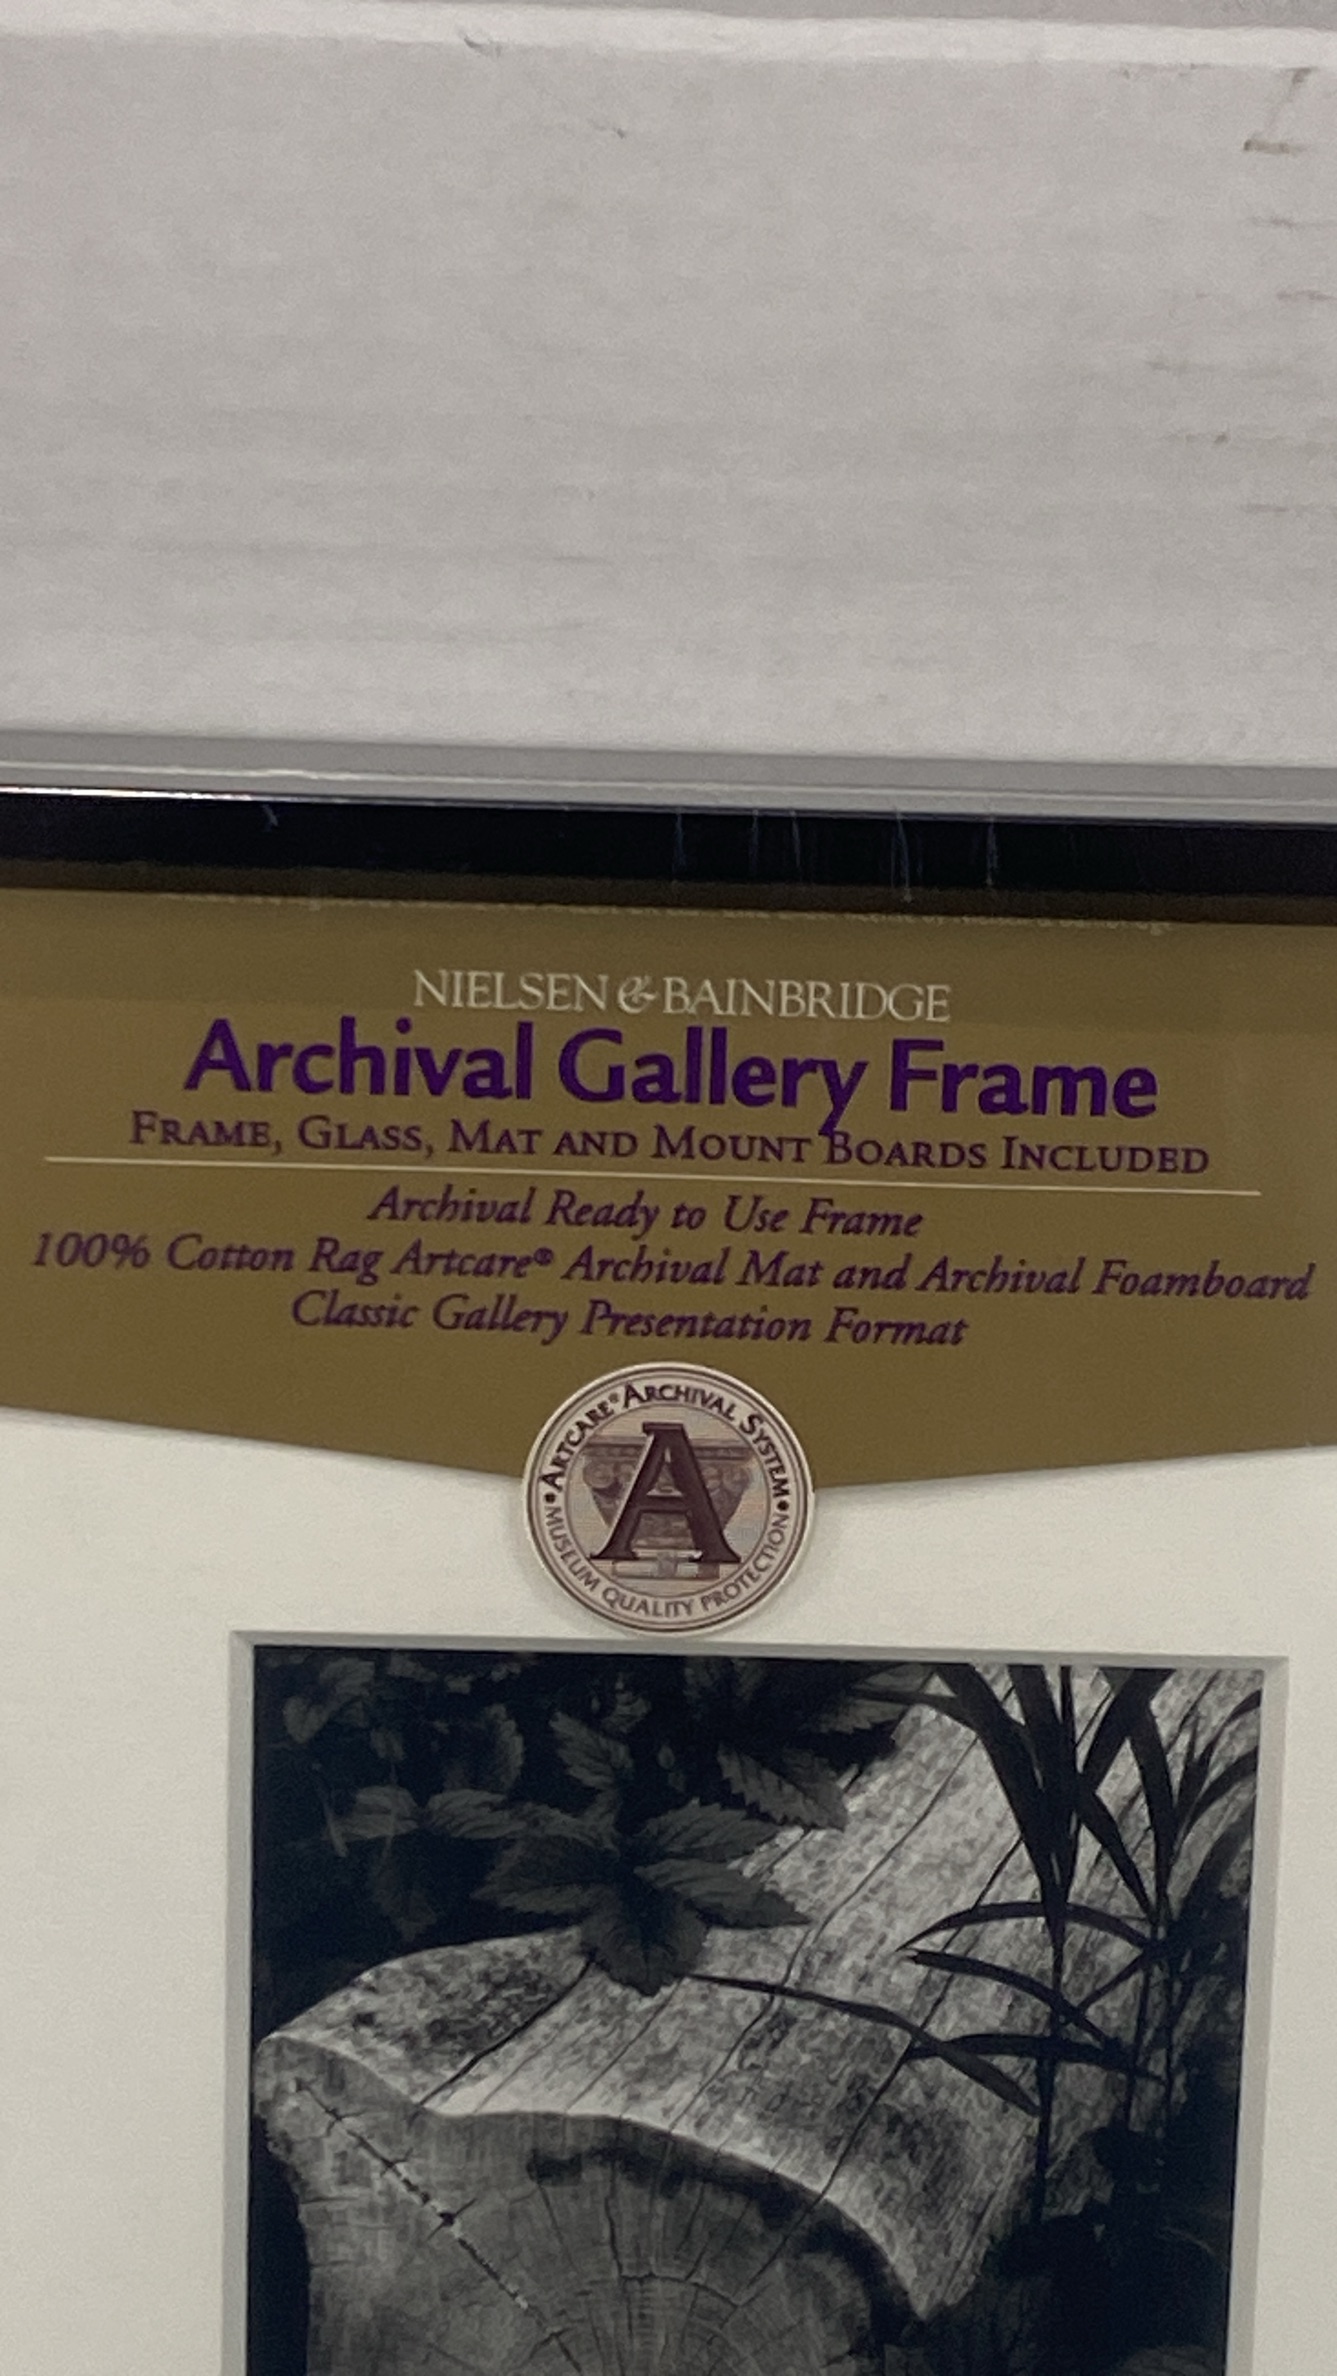 NIELSEN & BAINBRIDGE
Archival Gallery Frame
FRAME, GLASS, MAT AND MOUNT BOARDS INCLUDED
Archival Ready to Use Frame
100% Cotton Rag Artcare® Archival Mat and Archival Foamboard
Classic Gallery Presentation Format
• ARTCARE® ARCHIVAL SYSTEM •
A
MUSEUM QUALITY PROTECTION